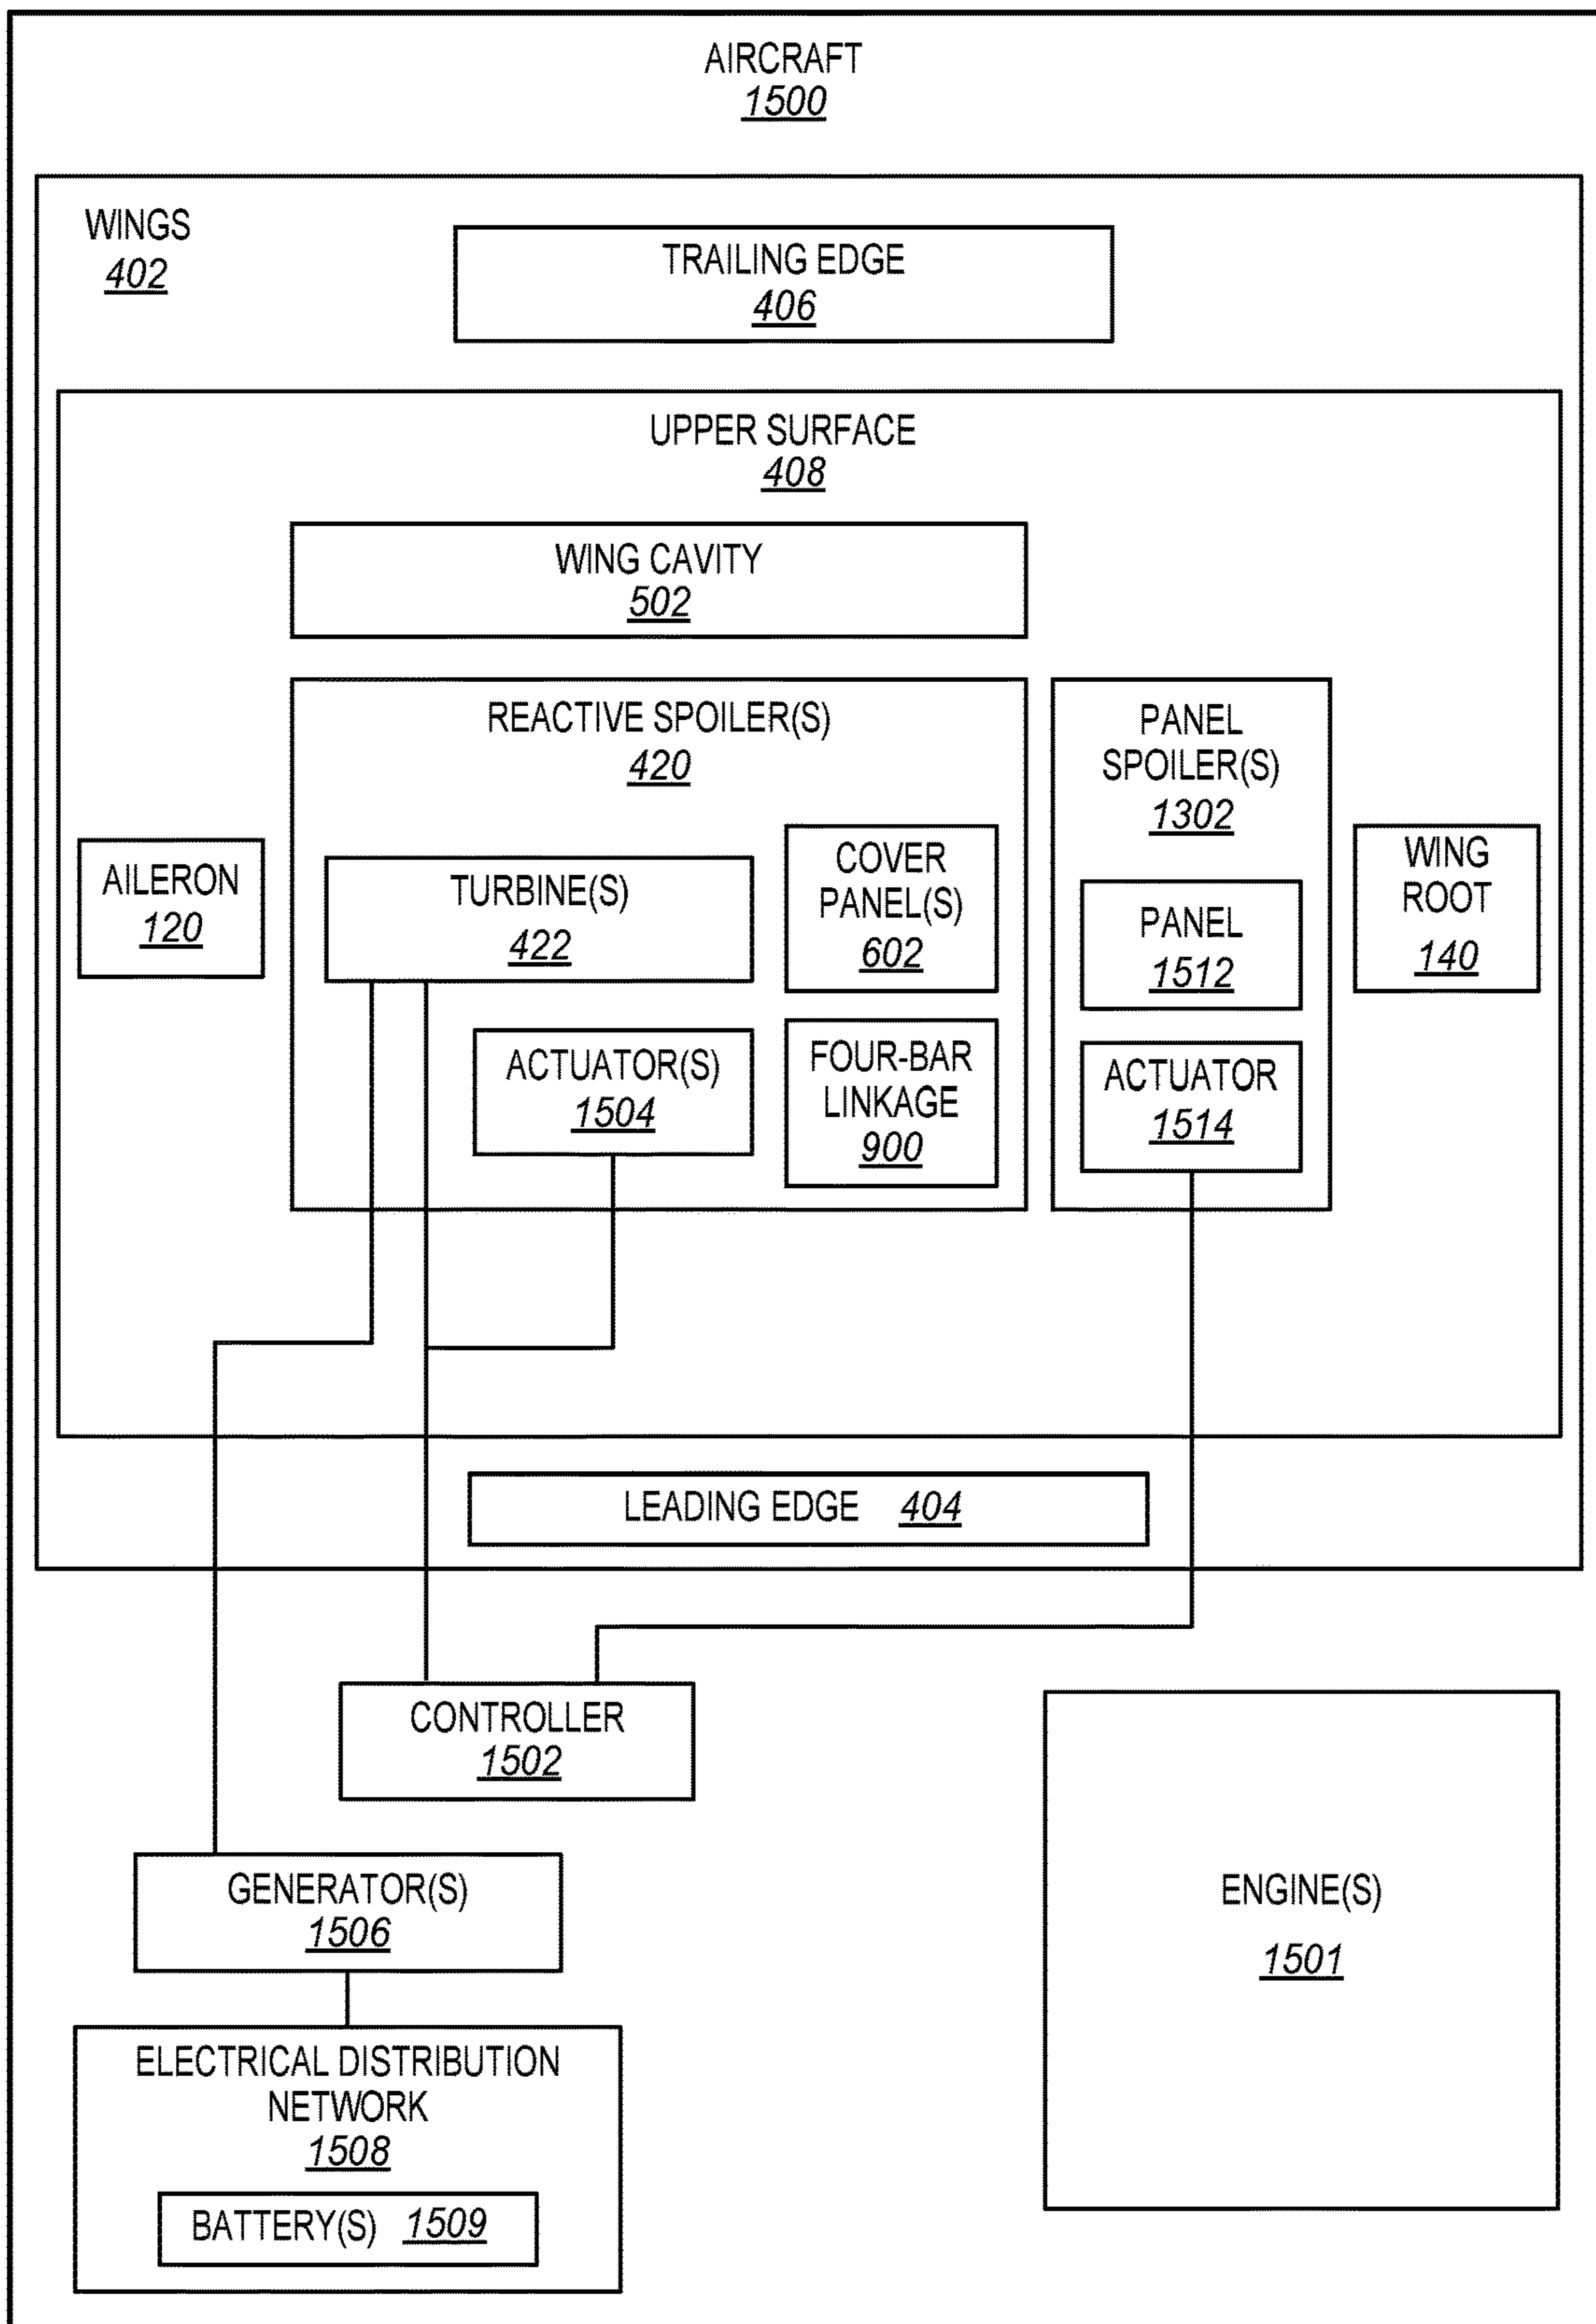 AIRCRAFT
1500
WINGS
402
TRAILING EDGE
406
UPPER SURFACE
408
WING CAVITY
502
REACTIVE SPOILER(S)
420
TURBINE(S)
422
COVER
PANEL(S)
602
ACTUATOR(S)
1504
FOUR-BAR
LINKAGE
900
PANEL
SPOILER(S)
1302
PANEL
1512
ACTUATOR
1514
AILERON
120
WING
ROOT
140
LEADING EDGE 404
CONTROLLER
1502
GENERATOR(S)
1506
ELECTRICAL DISTRIBUTION
NETWORK
1508
BATTERY(S) 1509
ENGINE(S)
1501